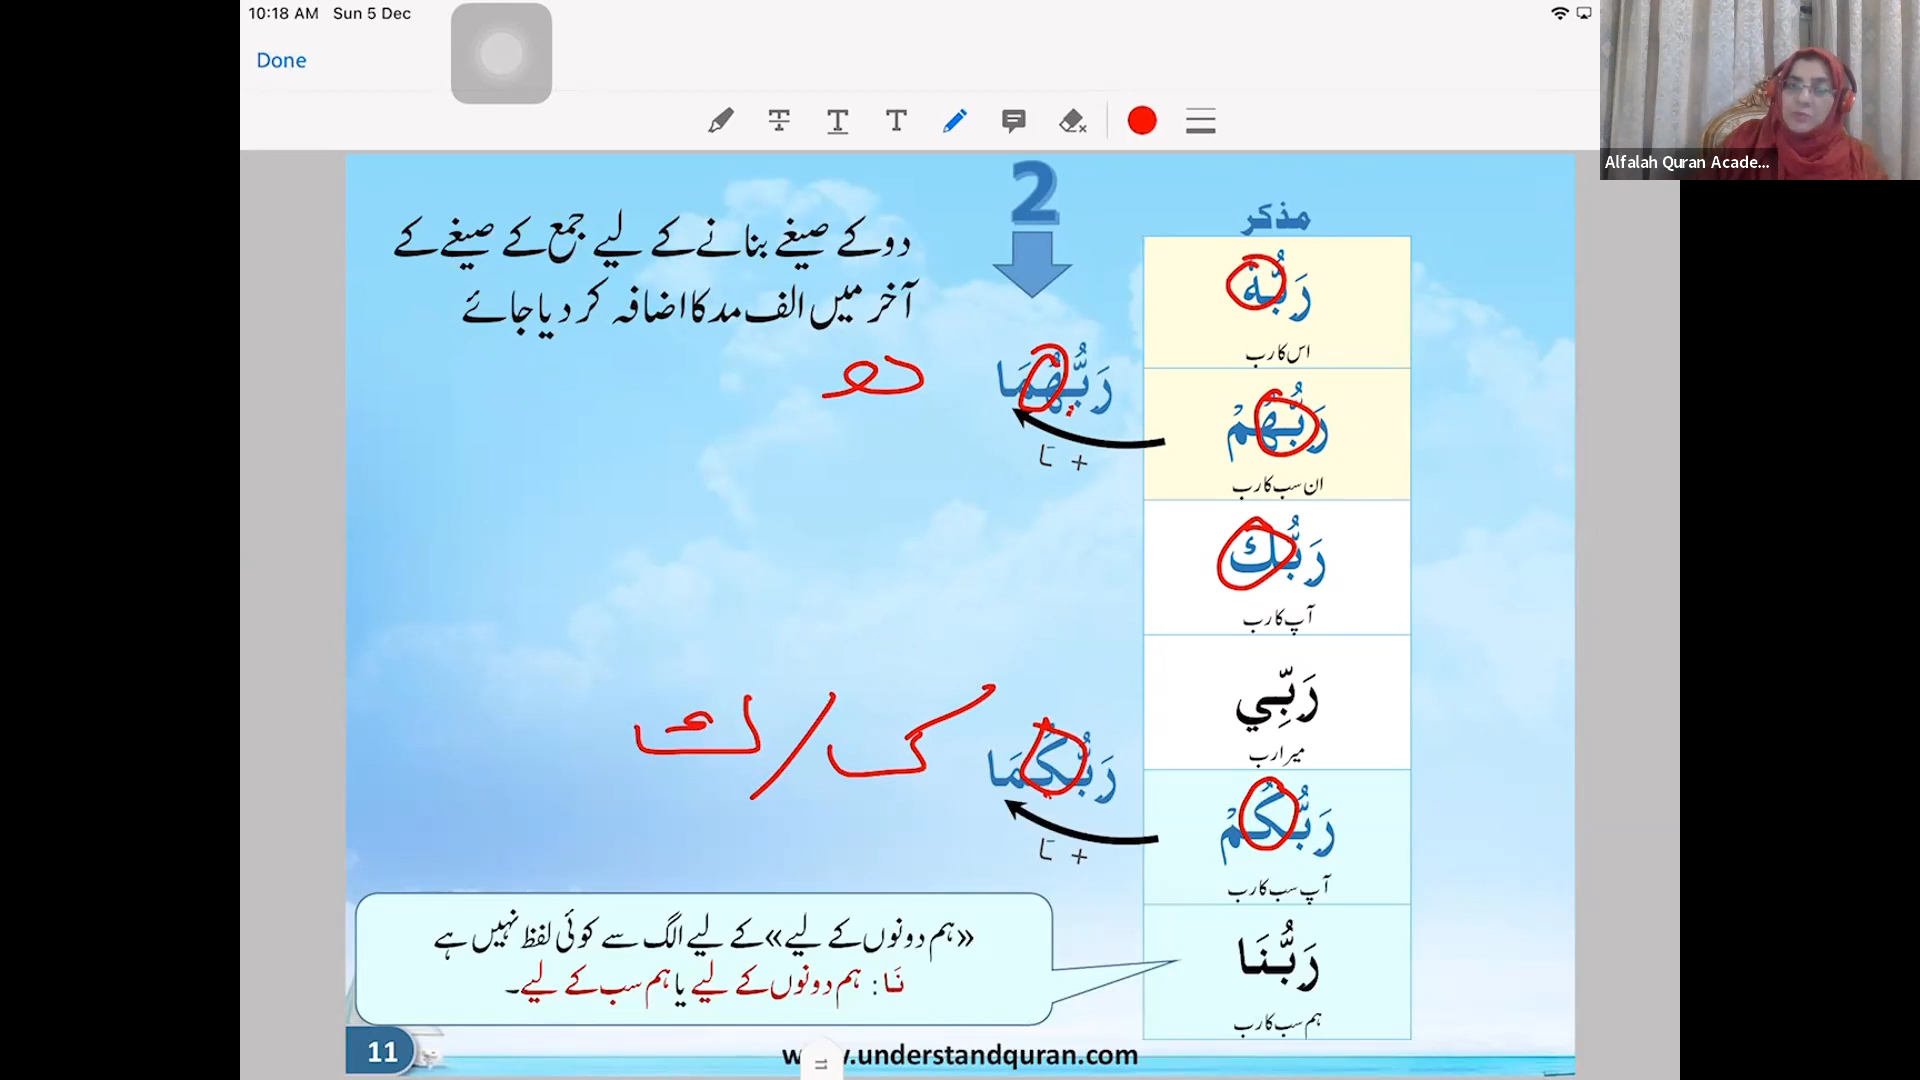 10:18 AM Sun 5 Dec
Done
Alfalah Quran Acade...
2
مذکر
دو کے صیغے بنانے کے لیے جمع کے صیغے کے
آخر میں الف مد کا اضافہ کر دیا جائے
رَبُّهٗ
اس کا رب
رَبُّهُمَا
ھ
رَبُّهُمْ
+ تَا
ان سب کا رب
رَبُّكَ
آپ کا رب
رَبِّي
میرا رب
رَبُّكُمَا
ک/ك
رَبُّكُمْ
+ تَا
آپ سب کا رب
«ہم دونوں کے لیے» کے لیے الگ سے کوئی لفظ نہیں ہے
نَا: ہم دونوں کے لیے یا ہم سب کے لیے۔
رَبُّنَا
ہم سب کا رب
11
.understandquran.com